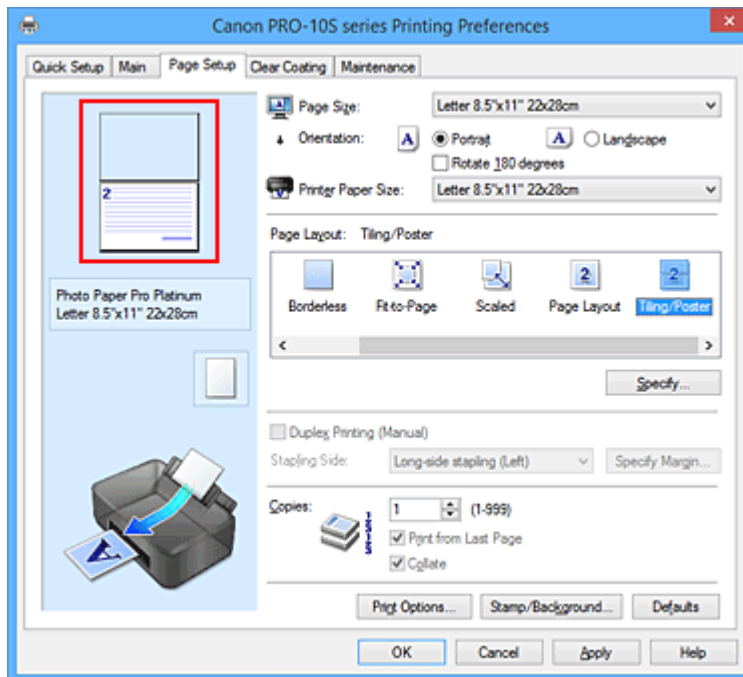 Canon PRO-10S series Printing Preferences
Quick Setup Main Page Setup Clear Coating Maintenance
2
Photo Paper Pro Platinum
Letter 8.5"x11" 22x28cm
A
Page Size: Letter 8.5"x11" 22x28cm
Orientation: A Portrait A Landscape
Rotate 180 degrees
Printer Paper Size: Letter 8.5"x11" 22x28cm
Page Layout: Tiling/Poster
2 2
Borderless Fit-to-Page Scaled Page Layout Tiling/Poster
Specify...
Duplex Printing (Manual)
Stapling Side: Long-side stapling (Left) Specify Margin...
Copies: 1 (1-999)
Print from Last Page
Collate
Print Options... Stamp/Background... Defaults
OK Cancel Apply Help